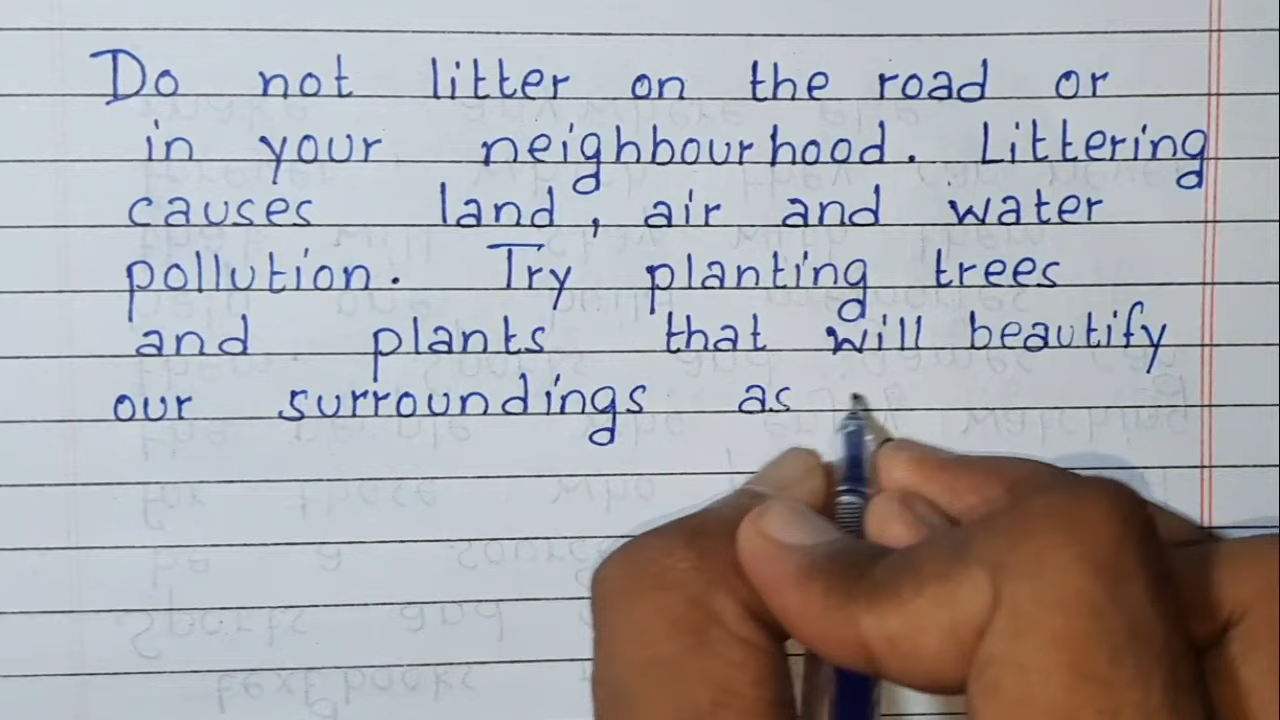 Do not litter on the road or
in your neighbourhood. Littering
causes land, air and water
pollution. Try planting trees
and plants that will beautify
our surroundings as